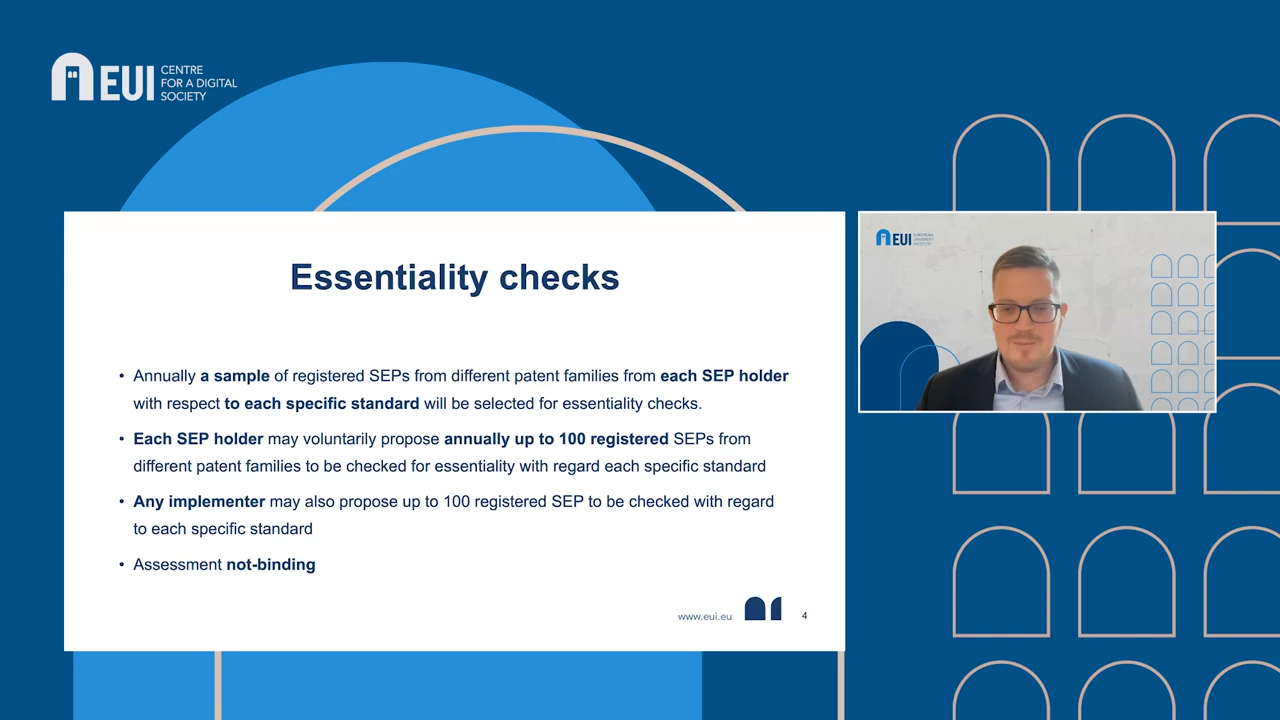 EUI
CENTRE
FOR A DIGITAL
SOCIETY
Essentiality checks
• Annually a sample of registered SEPs from different patent families from each SEP holder
with respect to each specific standard will be selected for essentiality checks.
• Each SEP holder may voluntarily propose annually up to 100 registered SEPs from
different patent families to be checked for essentiality with regard each specific standard
• Any implementer may also propose up to 100 registered SEP to be checked with regard
to each specific standard
• Assessment not-binding
www.eui.eu
4
EUI
EUROPEAN
UNIVERSITY
INSTITUTE